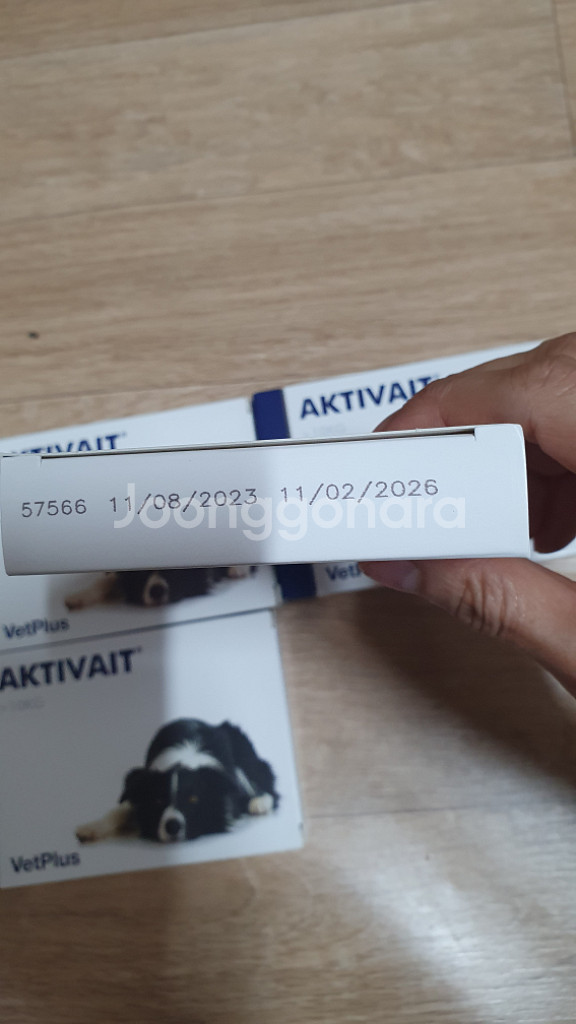 AKTIVAIT
AKTIVAIT
57566 11/08/2023 11/02/2026
Joonggonara
VetPlus
AKTIVAIT
VetPlus